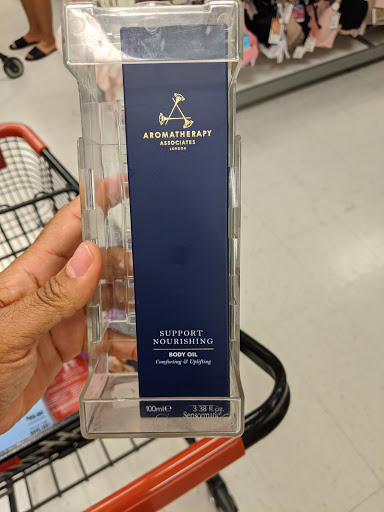 AROMATHERAPY
ASSOCIATES
LONDON
SUPPORT
NOURISHING
BODY OIL
Comforting & Uplifting
100ml℮ 3.38 fl.oz.
Sensormatic